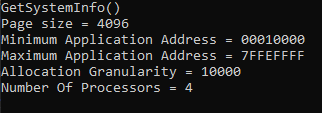 GetSystemInfo()
Page size = 4096
Minimum Application Address = 00010000
Maximum Application Address = 7FFEFFFF
Allocation Granularity = 10000
Number Of Processors = 4